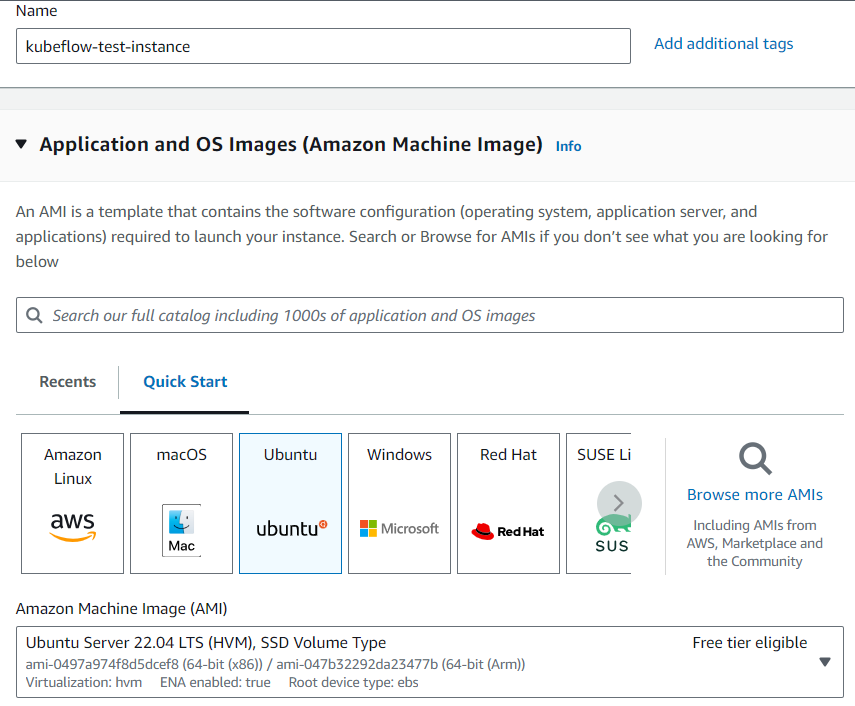 Name
kubeflow-test-instance
Add additional tags
Application and OS Images (Amazon Machine Image) Info
An AMI is a template that contains the software configuration (operating system, application server, and
applications) required to launch your instance. Search or Browse for AMIs if you don’t see what you are looking for
below
Search our full catalog including 1000s of application and OS images
Recents
Quick Start
Amazon
Linux
aws
macOS
Mac
Ubuntu
ubuntu
Windows
Microsoft
Red Hat
Red Hat
SUSE Li
SUS
Browse more AMIs
Including AMIs from
AWS, Marketplace and
the Community
Amazon Machine Image (AMI)
Ubuntu Server 22.04 LTS (HVM), SSD Volume Type
Free tier eligible
ami-0497a974f8d5dcef8 (64-bit (x86)) / ami-047b32292da23477b (64-bit (Arm))
Virtualization: hvm ENA enabled: true Root device type: ebs